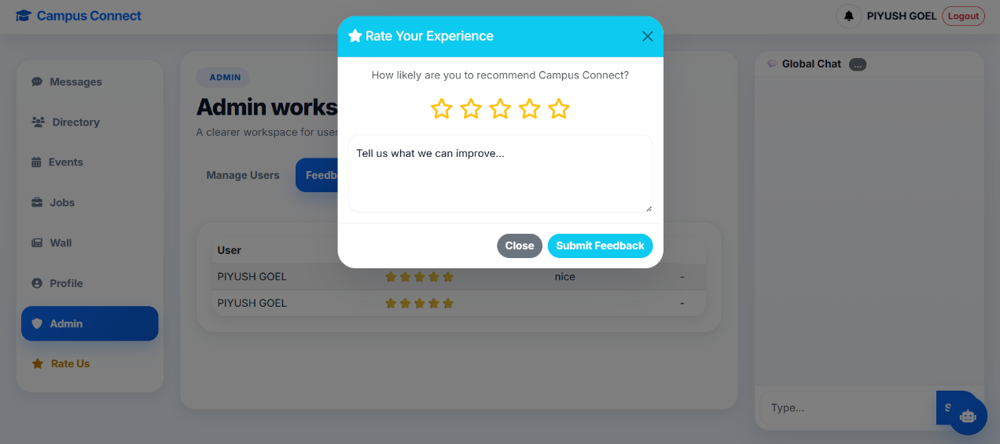 Campus Connect
PIYUSH GOEL
Logout
Messages
Directory
Events
Jobs
Wall
Profile
Admin
Rate Us
ADMIN
Admin works
A clearer workspace for user
Manage Users
Feedb
User
PIYUSH GOEL nice -
PIYUSH GOEL -
Rate Your Experience
How likely are you to recommend Campus Connect?
Tell us what we can improve...
Close
Submit Feedback
Global Chat ...
Type...
S